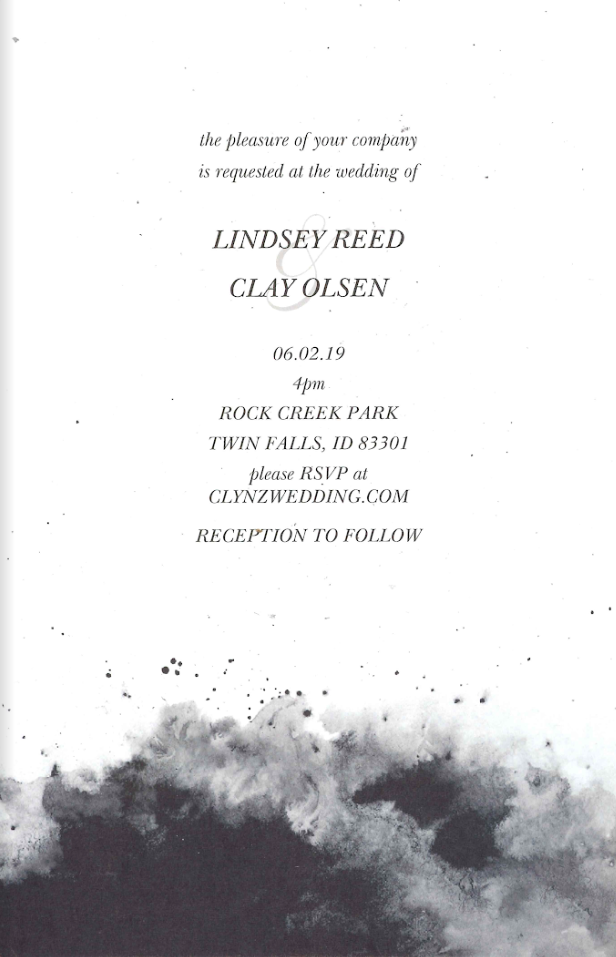 the pleasure of your company
is requested at the wedding of
LINDSEY REED
&
CLAY OLSEN
06.02.19
4pm
ROCK CREEK PARK
TWIN FALLS, ID 83301
please RSVP at
CLYNZWEDDING.COM
RECEPTION TO FOLLOW